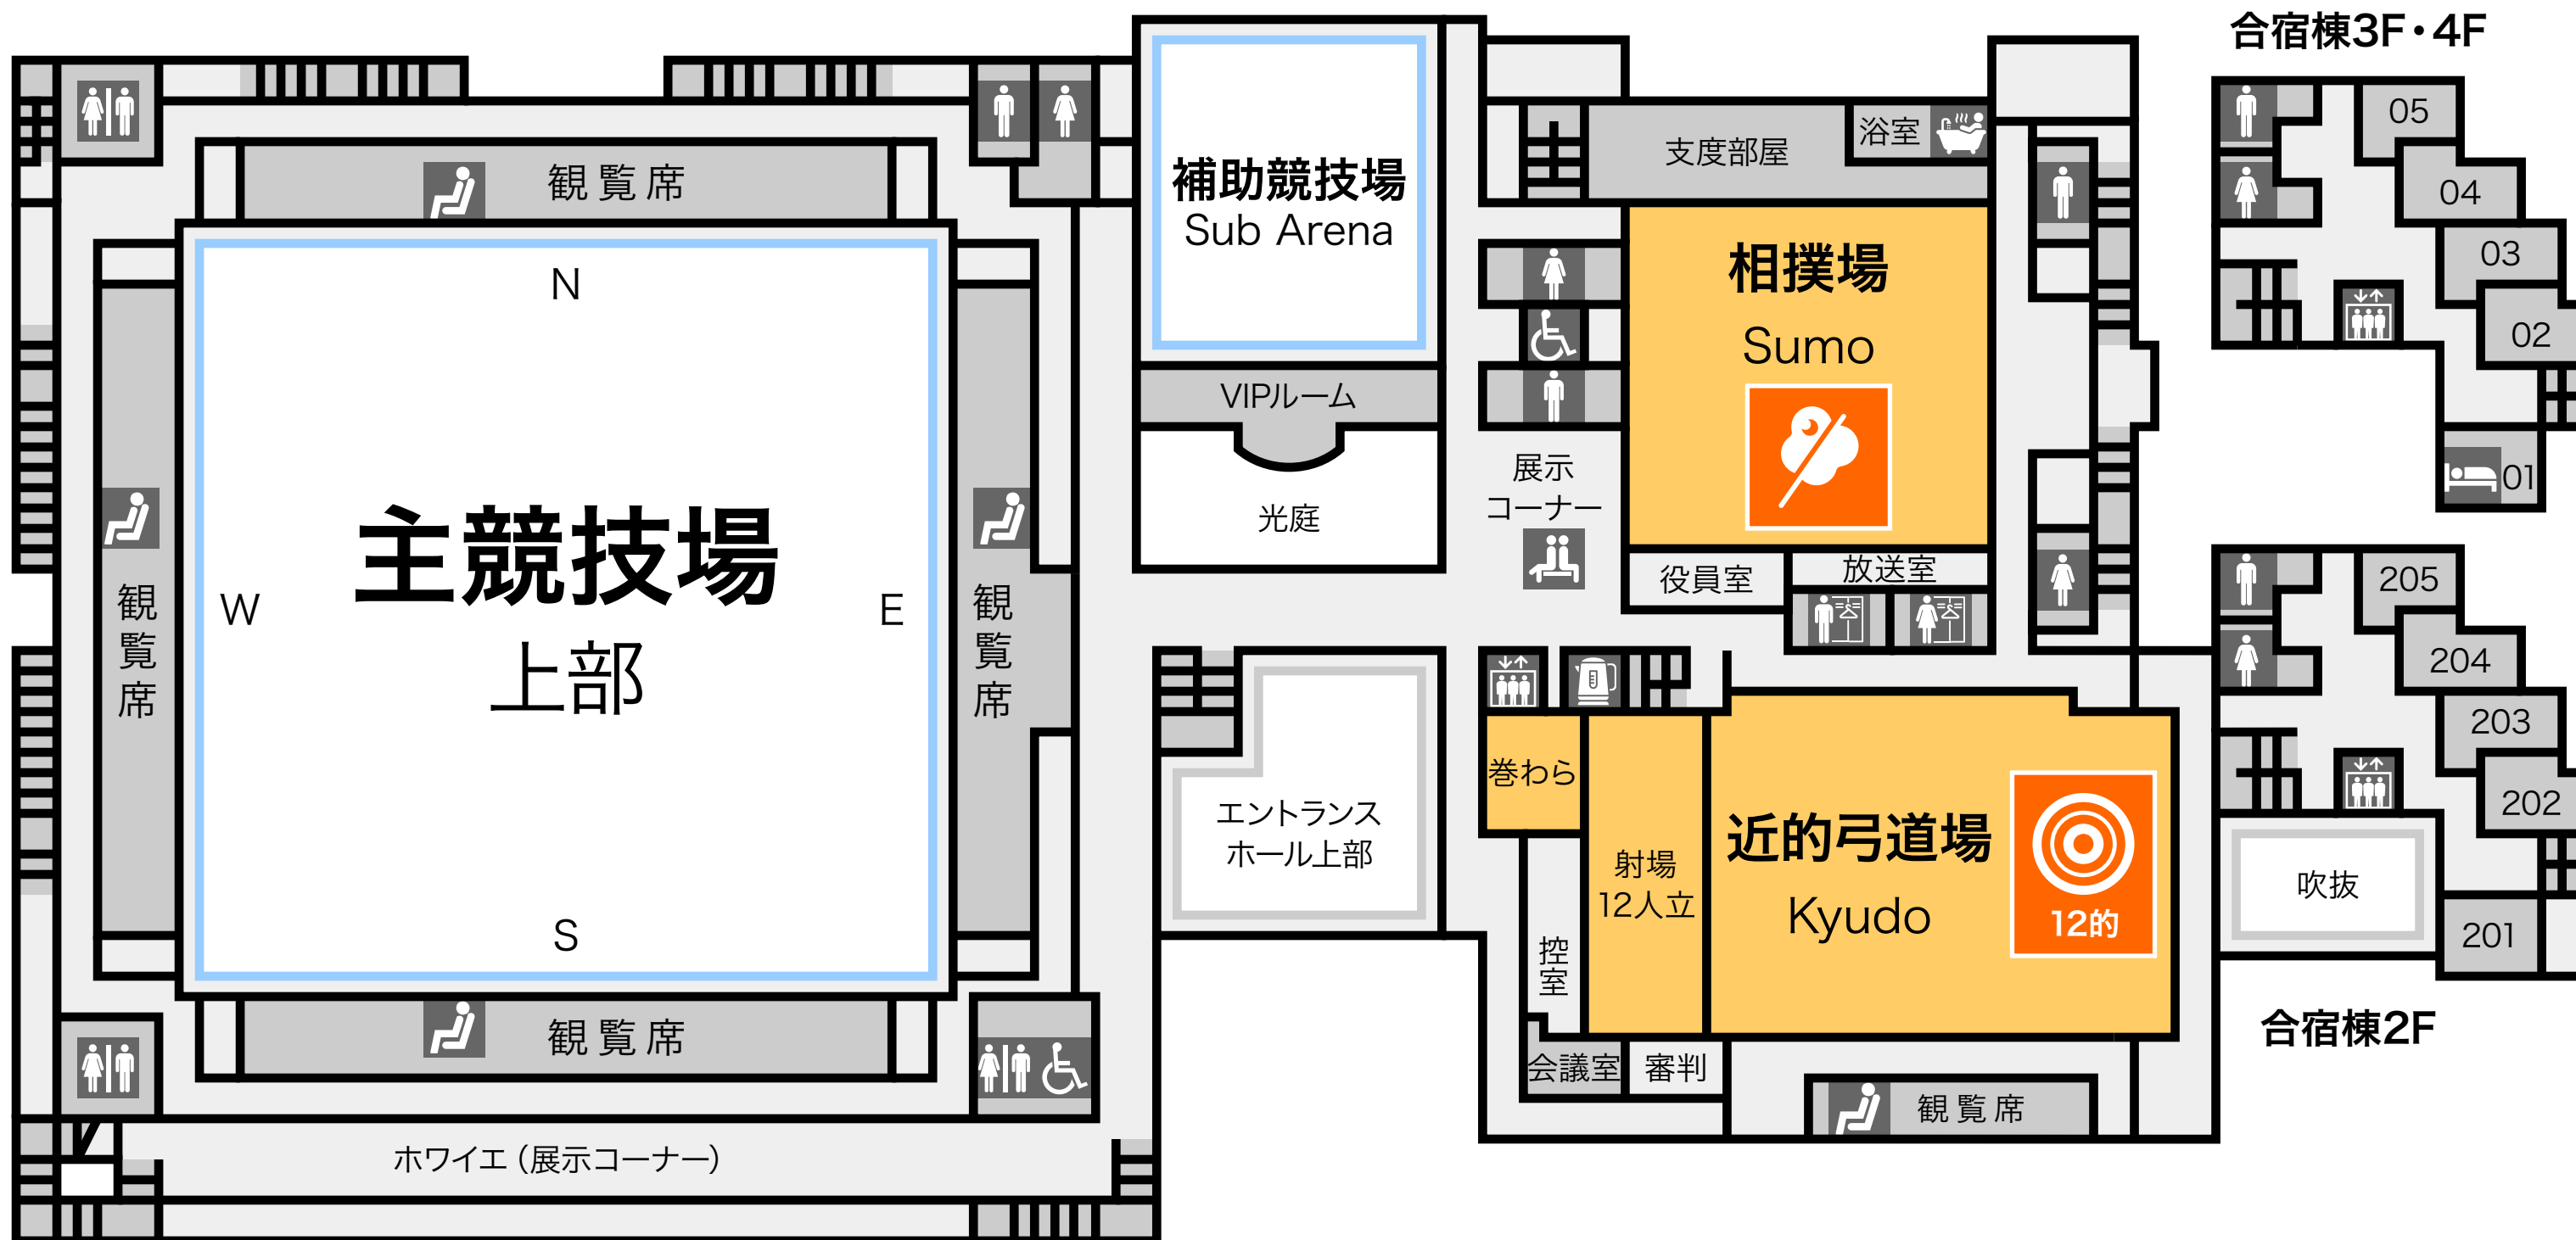 合宿棟3F・4F
観覧席
N
W
主競技場
上部
E
S
観覧席
観覧席
観覧席
ホワイエ（展示コーナー）
補助競技場
Sub Arena
VIPルーム
光庭
エントランス
ホール上部
支度部屋
浴室
相撲場
Sumo
展示
コーナー
役員室
放送室
巻わら
射場
12人立
近的弓道場
Kyudo
12的
控室
会議室
審判
観覧席
05
04
03
02
01
205
204
203
202
201
吹抜
合宿棟2F